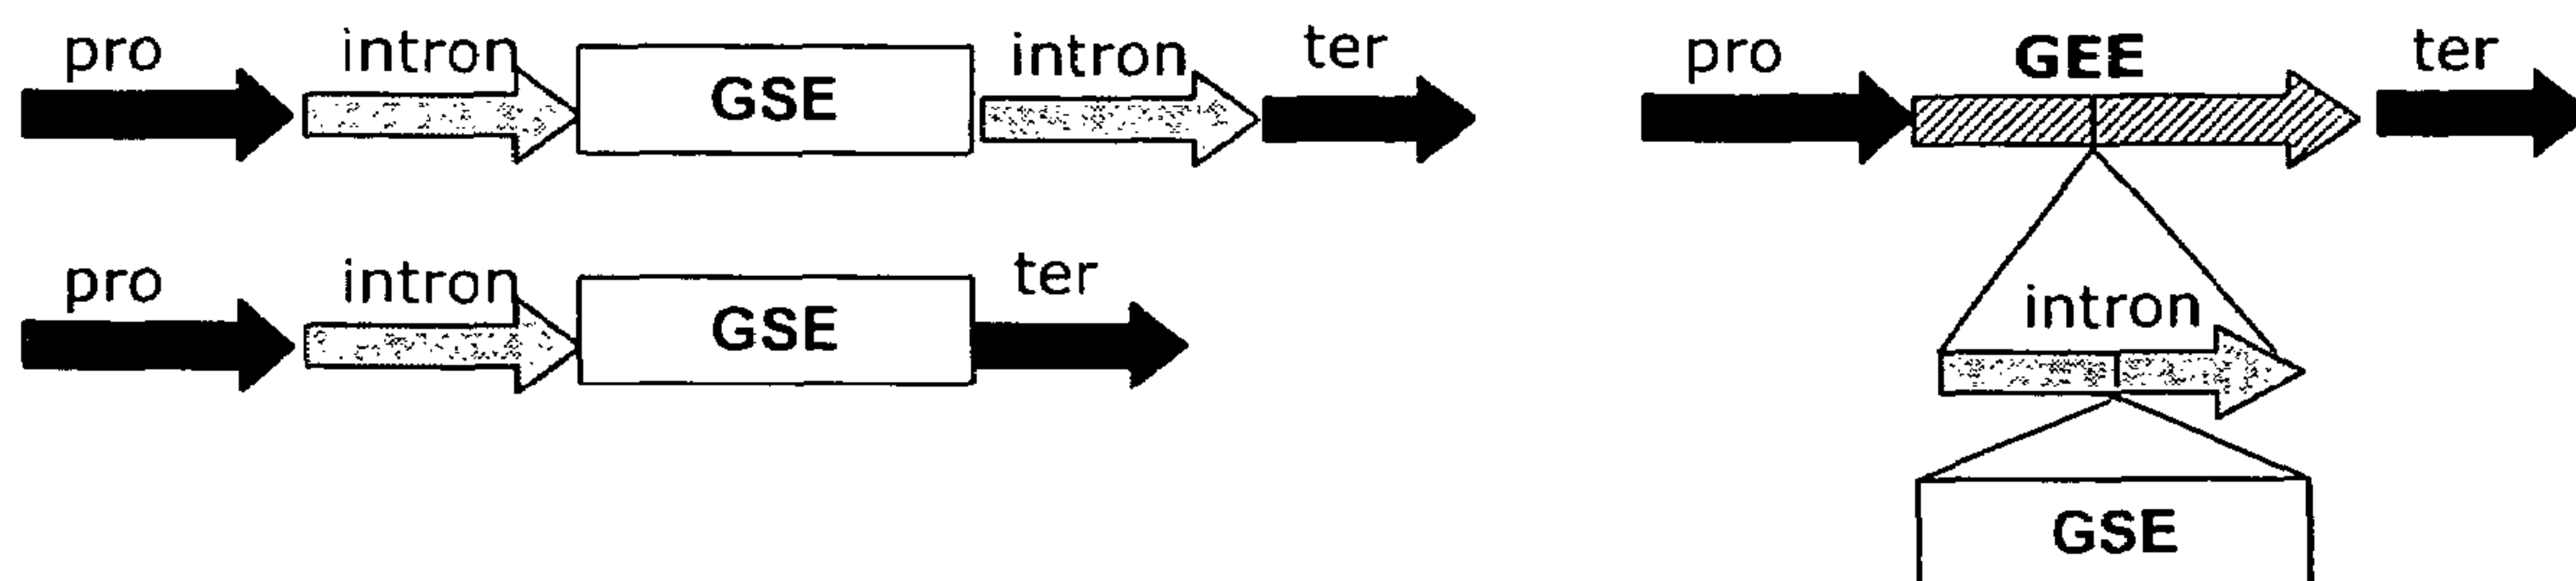 pro intron GSE intron ter
pro intron GSE ter
pro GEE ter
intron
GSE